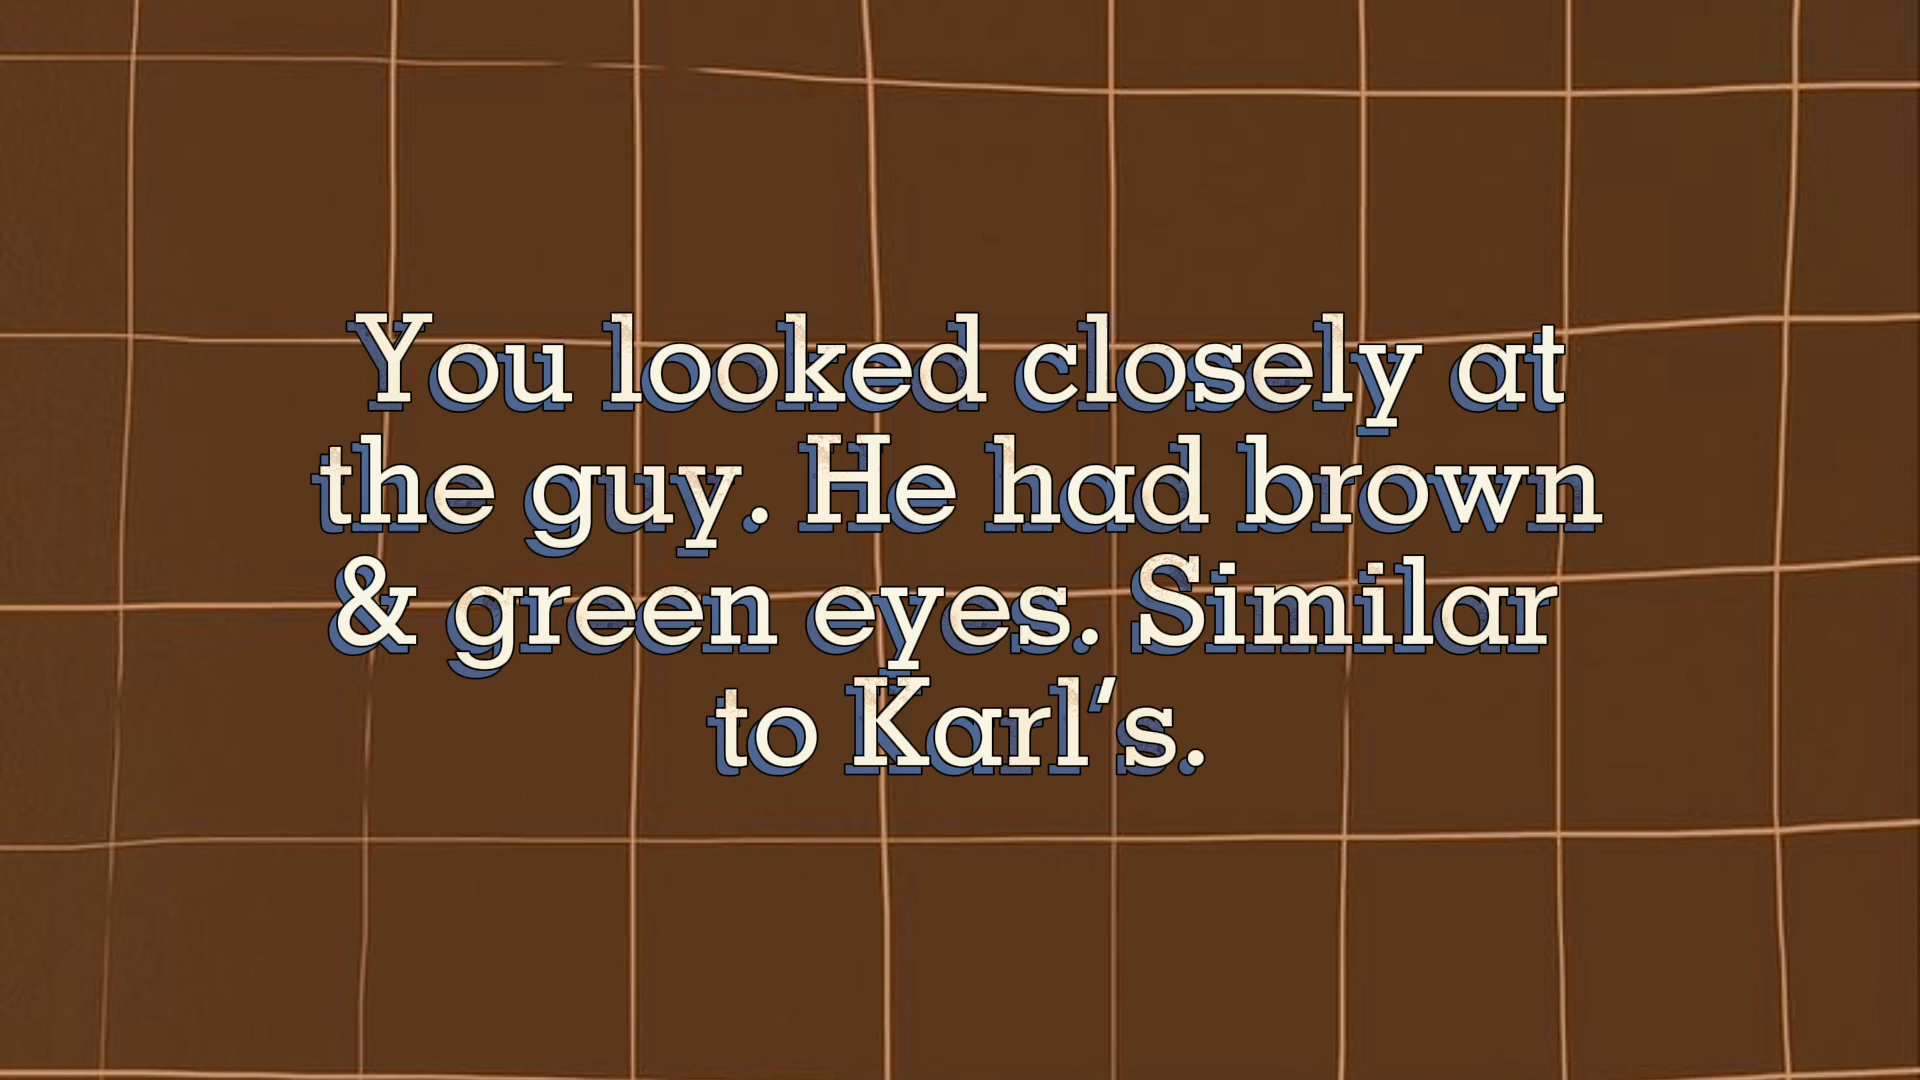 You looked closely at
the guy. He had brown
& green eyes. Similar
to Karl’s.